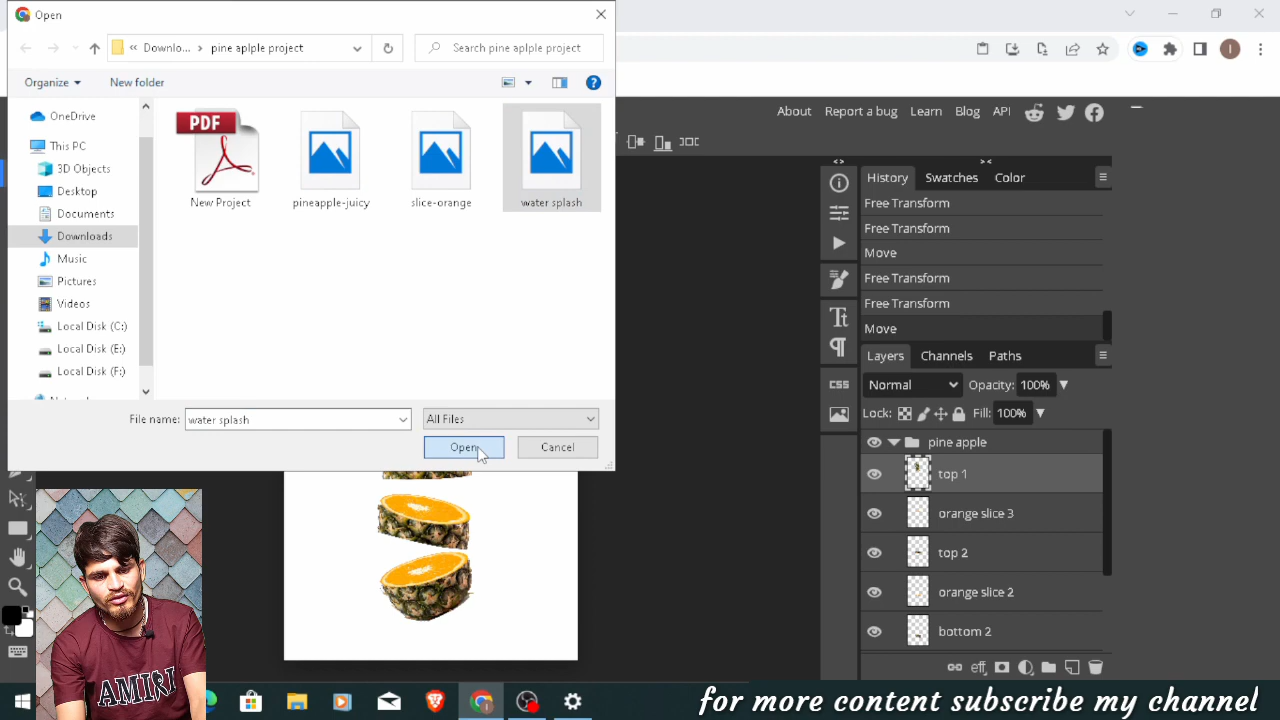 Open
Downlo... pine aplple project
Search pine aplple project
Organize
New folder
OneDrive
This PC
3D Objects
Desktop
Documents
Downloads
Music
Pictures
Videos
Local Disk (C:)
Local Disk (E:)
Local Disk (F:)
PDF
New Project
pineapple-juicy
slice-orange
water splash
File name: water splash
All Files
Open
Cancel
I
About Report a bug Learn Blog API
History Swatches Color
Free Transform
Free Transform
Move
Free Transform
Free Transform
Move
Layers Channels Paths
Normal Opacity: 100%
Lock: Fill: 100%
CSS
pine apple
top 1
orange slice 3
top 2
orange slice 2
bottom 2
eff
AMIRI
for more content subscribe my channel